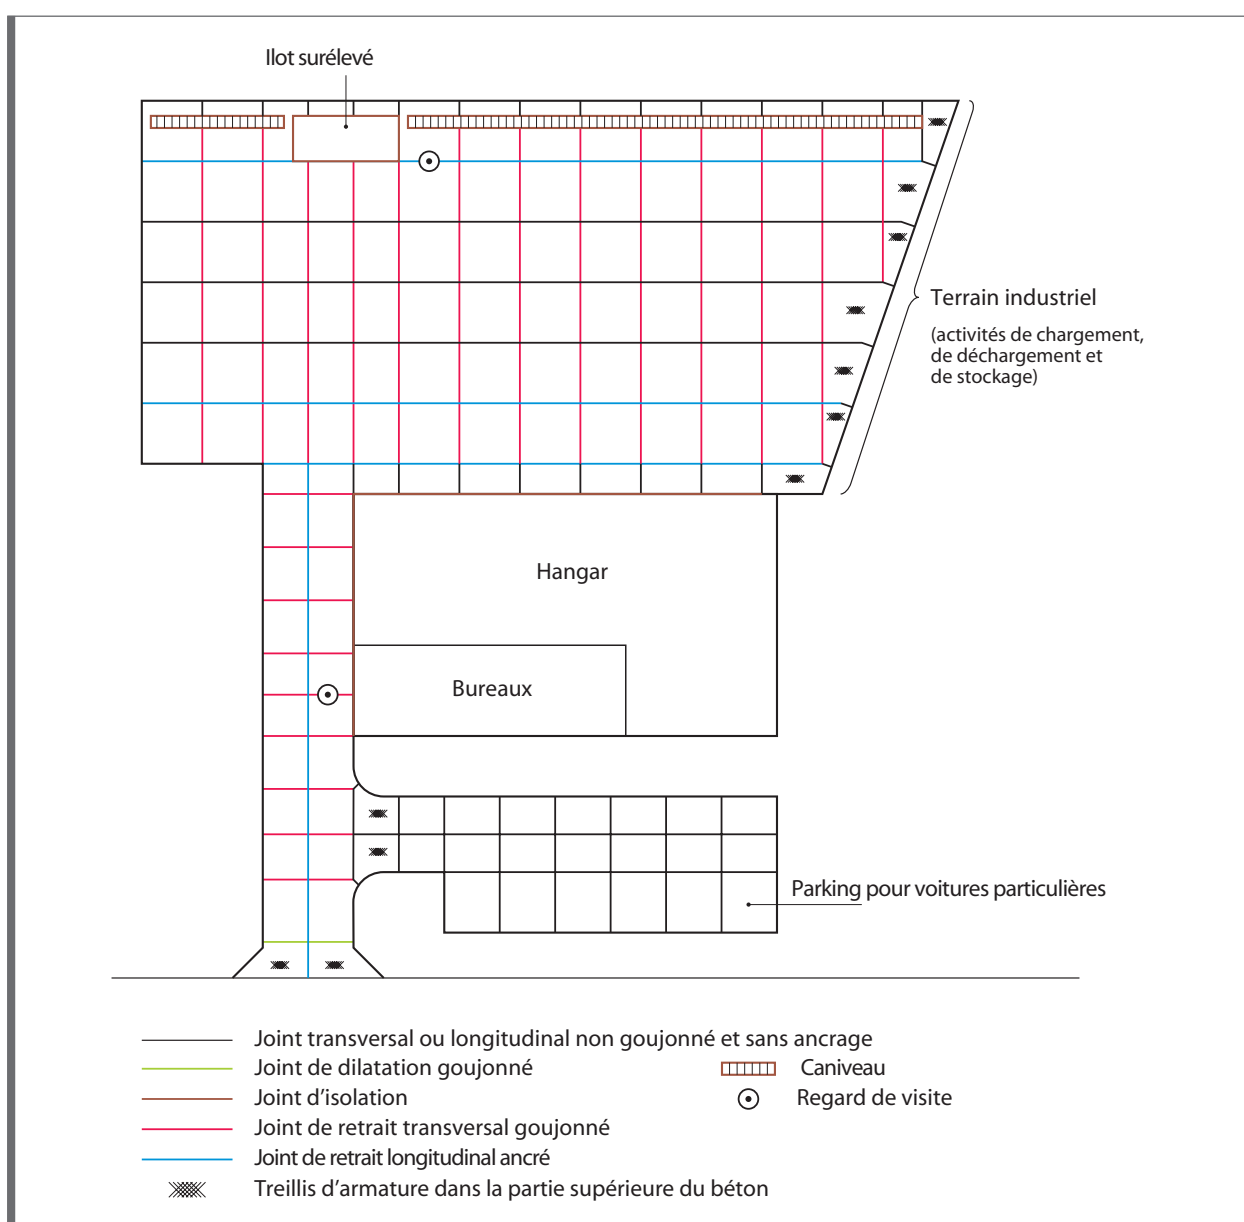 Ilot surélevé
Terrain industriel
(activités de chargement,
de déchargement et
de stockage)
Hangar
Bureaux
Parking pour voitures particulières
Joint transversal ou longitudinal non goujonné et sans ancrage
Joint de dilatation goujonné
Joint d'isolation
Joint de retrait transversal goujonné
Joint de retrait longitudinal ancré
Treillis d'armature dans la partie supérieure du béton
Caniveau
Regard de visite